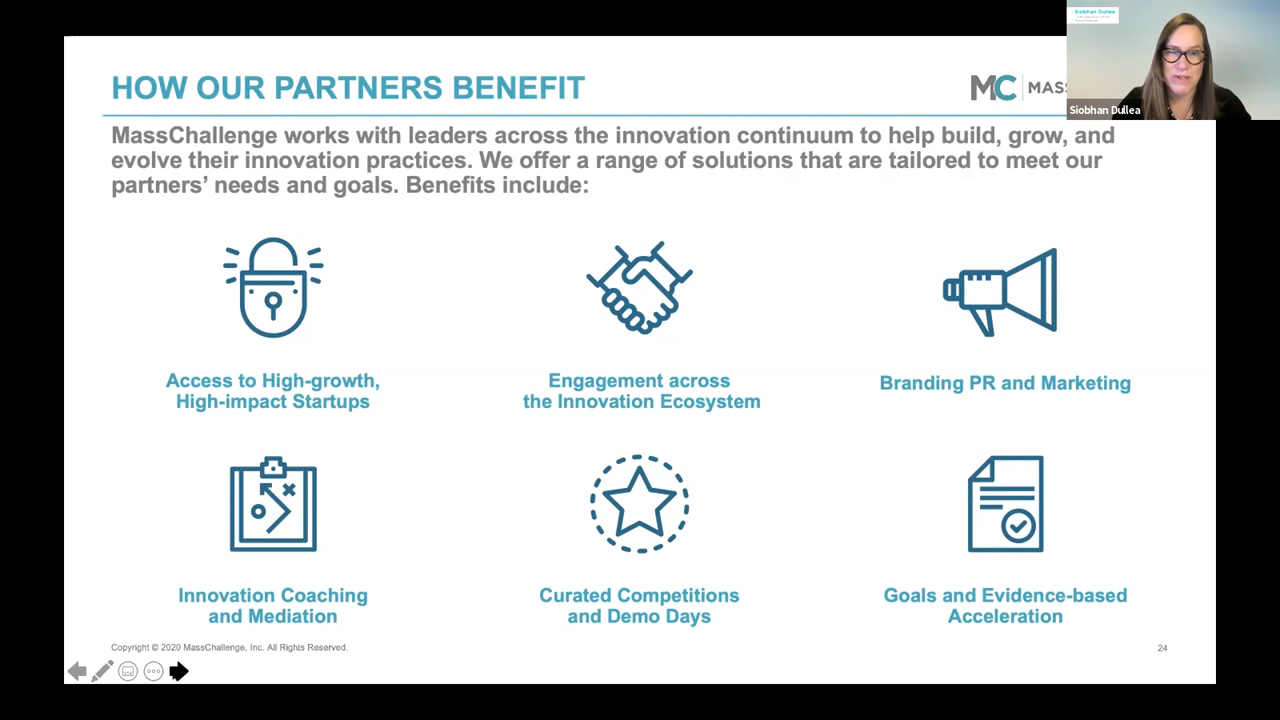 Siobhan Dullea
HOW OUR PARTNERS BENEFIT
MC MASS
Siobhan Dullea
MassChallenge works with leaders across the innovation continuum to help build, grow, and
evolve their innovation practices. We offer a range of solutions that are tailored to meet our
partners’ needs and goals. Benefits include:
Access to High-growth,
High-impact Startups
Engagement across
the Innovation Ecosystem
Branding PR and Marketing
Innovation Coaching
and Mediation
Curated Competitions
and Demo Days
Goals and Evidence-based
Acceleration
Copyright © 2020 MassChallenge, Inc. All Rights Reserved.
24